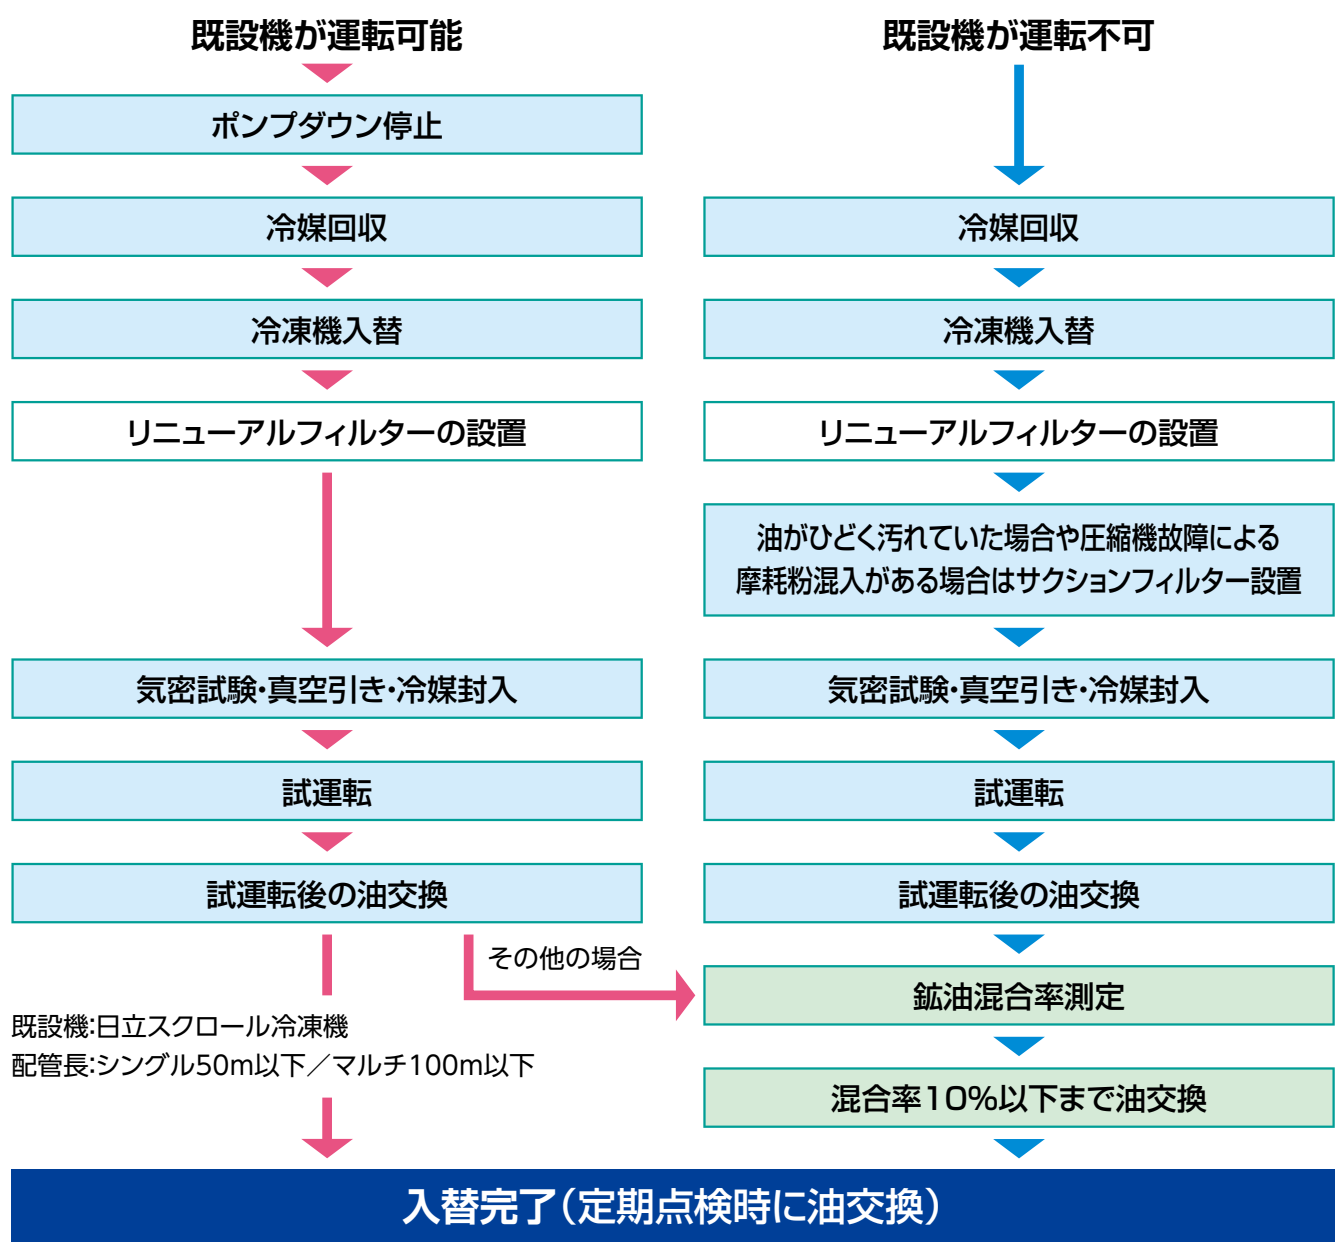 既設機が運転可能
ポンプダウン停止
冷媒回収
冷凍機入替
リニューアルフィルターの設置
気密試験・真空引き・冷媒封入
試運転
試運転後の油交換
その他の場合
既設機:日立スクロール冷凍機
配管長:シングル50m以下／マルチ100m以下
既設機が運転不可
冷媒回収
冷凍機入替
リニューアルフィルターの設置
油がひどく汚れていた場合や圧縮機故障による
摩耗粉混入がある場合はサクションフィルター設置
気密試験・真空引き・冷媒封入
試運転
試運転後の油交換
鉱油混合率測定
混合率10%以下まで油交換
入替完了（定期点検時に油交換）